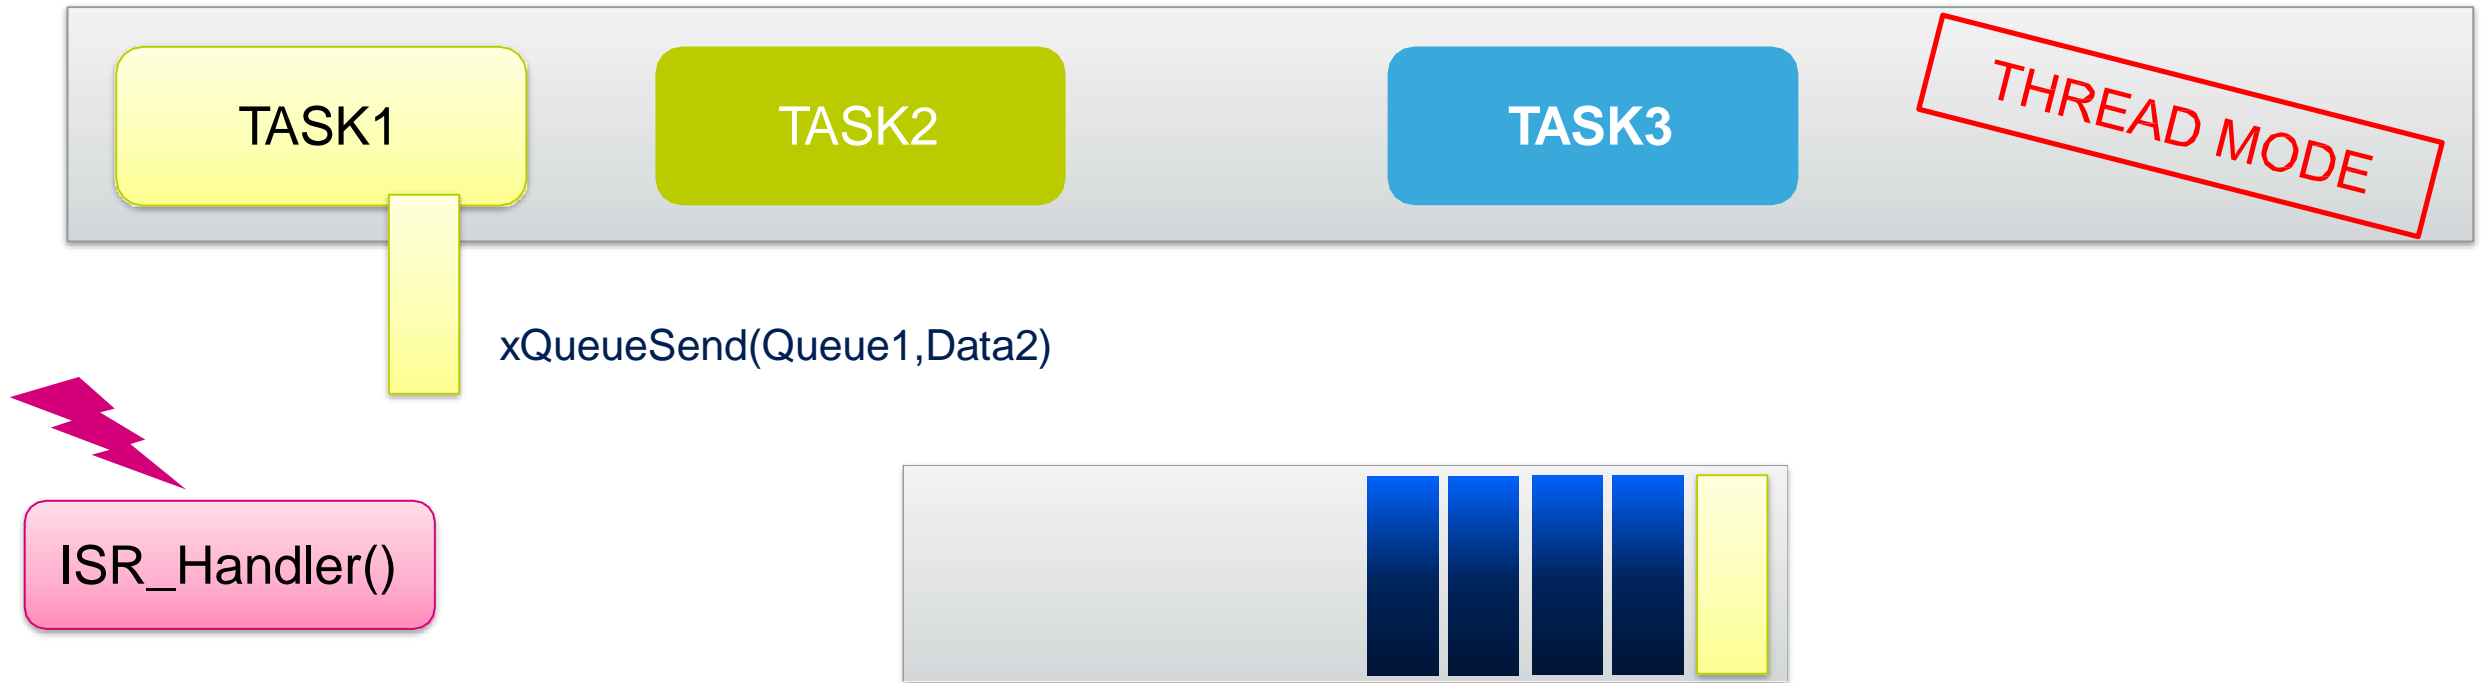 TASK1
TASK2
TASK3
THREAD MODE
xQueueSend(Queue1,Data2)
ISR_Handler()